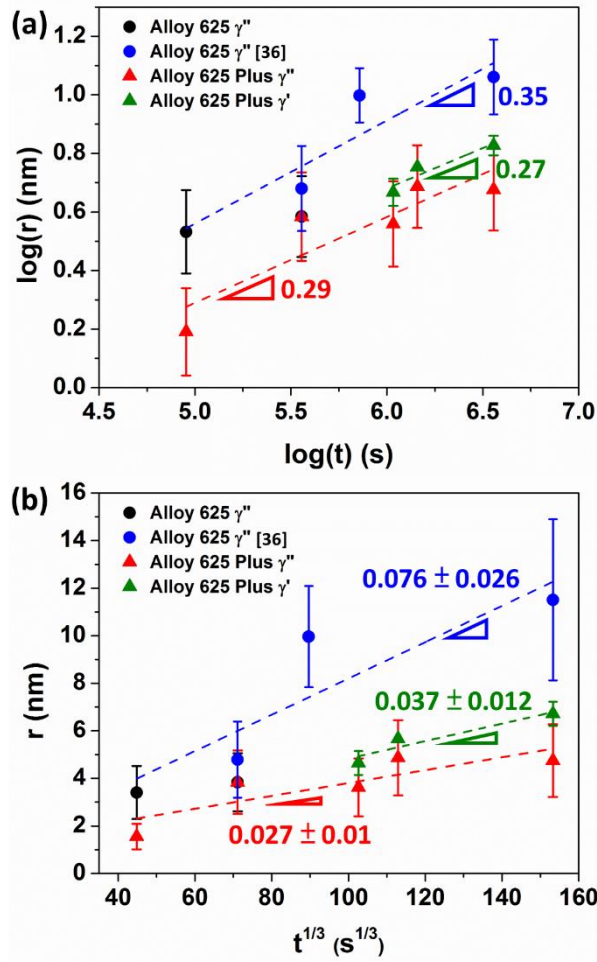 (a)
Alloy 625 γ''
Alloy 625 γ'' [36]
Alloy 625 Plus γ''
Alloy 625 Plus γ'
1.2
1.0
0.8
0.6
0.4
0.2
0.0
log(r) (nm)
0.35
0.27
0.29
4.5 5.0 5.5 6.0 6.5 7.0
log(t) (s)
(b)
16
14
12
10
8
6
4
2
0
r (nm)
Alloy 625 γ''
Alloy 625 γ'' [36]
Alloy 625 Plus γ''
Alloy 625 Plus γ'
0.076 ± 0.026
0.037 ± 0.012
0.027 ± 0.01
40 60 80 100 120 140 160
t^1/3 (s^1/3)